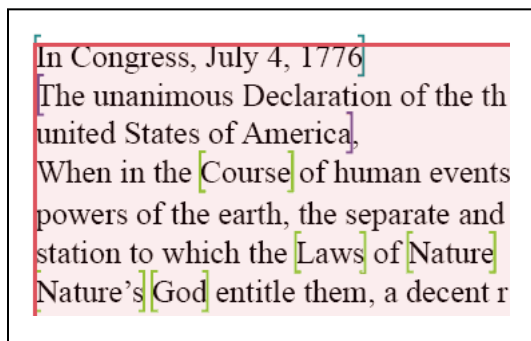 In Congress, July 4, 1776
The unanimous Declaration of the th
united States of America,
When in the Course of human events
powers of the earth, the separate and
station to which the Laws of Nature
Nature's God entitle them, a decent r